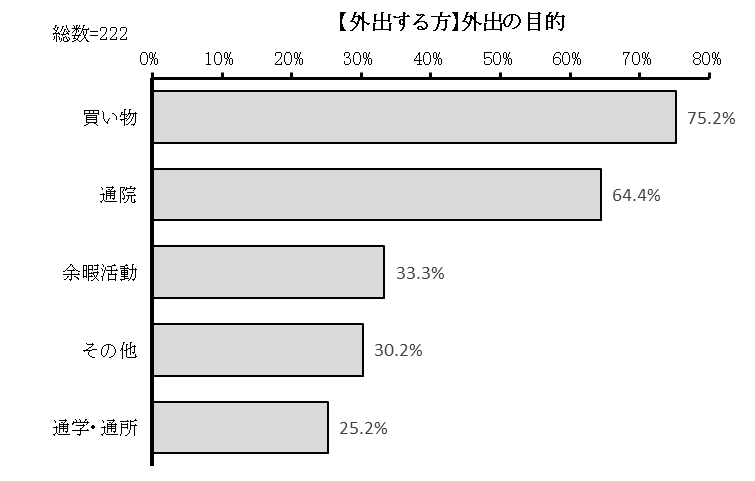 【外出する方】外出の目的
総数=222
0% 10% 20% 30% 40% 50% 60% 70% 80%
買い物 75.2%
通院 64.4%
余暇活動 33.3%
その他 30.2%
通学・通所 25.2%